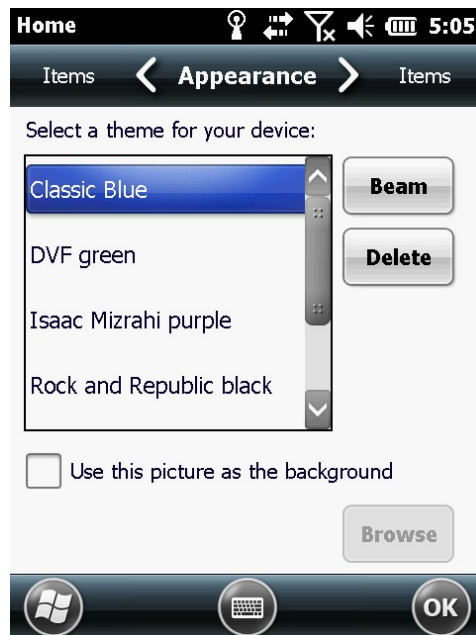 Home 5:05
Items Appearance Items
Select a theme for your device:
Classic Blue
Beam
DVF green
Delete
Isaac Mizrahi purple
Rock and Republic black
Use this picture as the background
Browse
OK